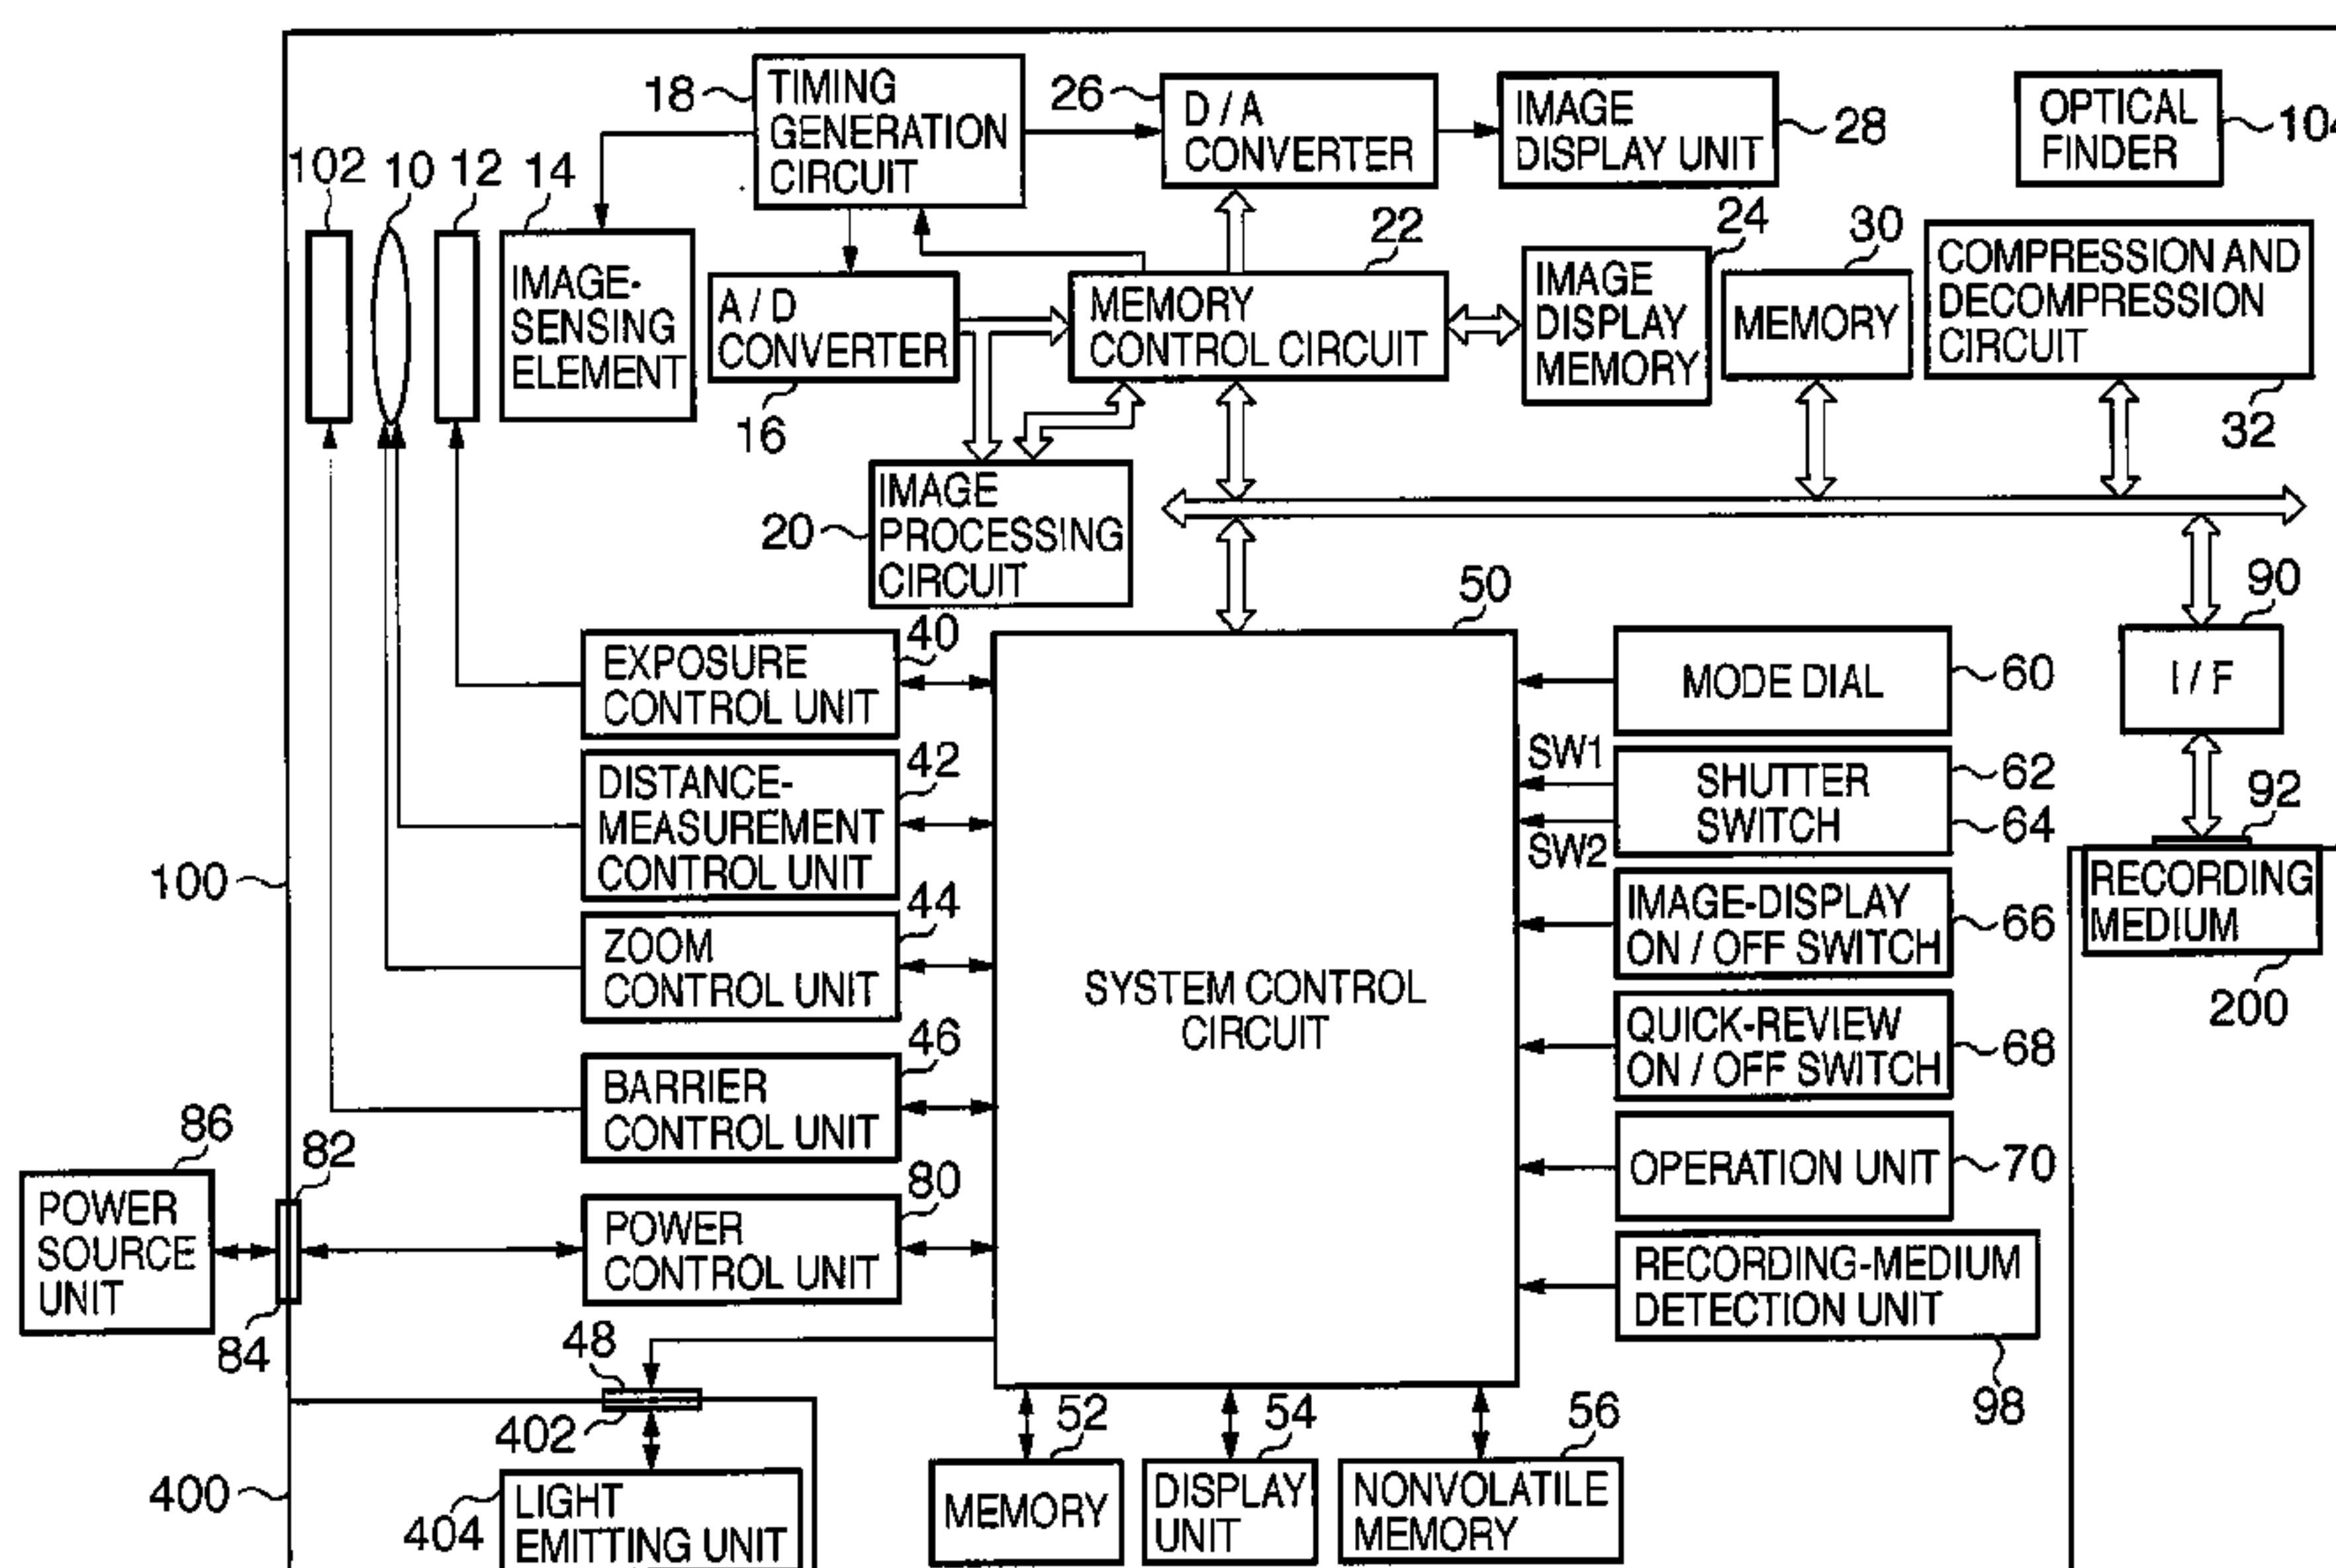 18
TIMING
GENERATION
CIRCUIT
26
D / A
CONVERTER
IMAGE
DISPLAY UNIT
28
OPTICAL
FINDER
102
10
12
14
IMAGE-
SENSING
ELEMENT
A / D
CONVERTER
16
22
MEMORY
CONTROL CIRCUIT
24
IMAGE
DISPLAY
MEMORY
30
MEMORY
COMPRESSION AND
DECOMPRESSION
CIRCUIT
32
20
IMAGE
PROCESSING
CIRCUIT
50
SYSTEM CONTROL
CIRCUIT
90
I / F
92
RECORDING
MEDIUM
200
40
EXPOSURE
CONTROL UNIT
42
DISTANCE-
MEASUREMENT
CONTROL UNIT
44
ZOOM
CONTROL UNIT
46
BARRIER
CONTROL UNIT
80
POWER
CONTROL UNIT
MODE DIAL
60
SW1
SW2
SHUTTER
SWITCH
62
64
IMAGE-DISPLAY
ON / OFF SWITCH
66
QUICK-REVIEW
ON / OFF SWITCH
68
OPERATION UNIT
70
RECORDING-MEDIUM
DETECTION UNIT
98
100
86
POWER
SOURCE
UNIT
82
84
48
402
400
404
LIGHT
EMITTING UNIT
52
MEMORY
54
DISPLAY
UNIT
56
NONVOLATILE
MEMORY